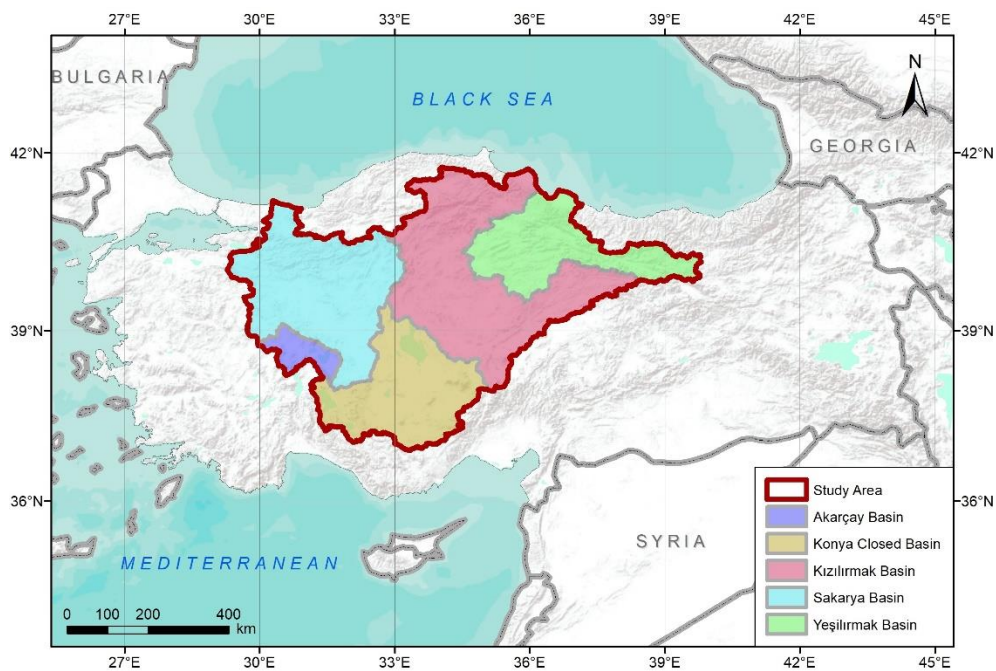 27°E 30°E 33°E 36°E 39°E 42°E 45°E
N
BULGARIA
BLACK SEA
GEORGIA
42°N 42°N
39°N 39°N
36°N 36°N
SYRIA
MEDITERRANEAN
0 100 200 400
km
Study Area
Akarçay Basin
Konya Closed Basin
Kızılırmak Basin
Sakarya Basin
Yeşilırmak Basin
27°E 30°E 33°E 36°E 39°E 42°E 45°E